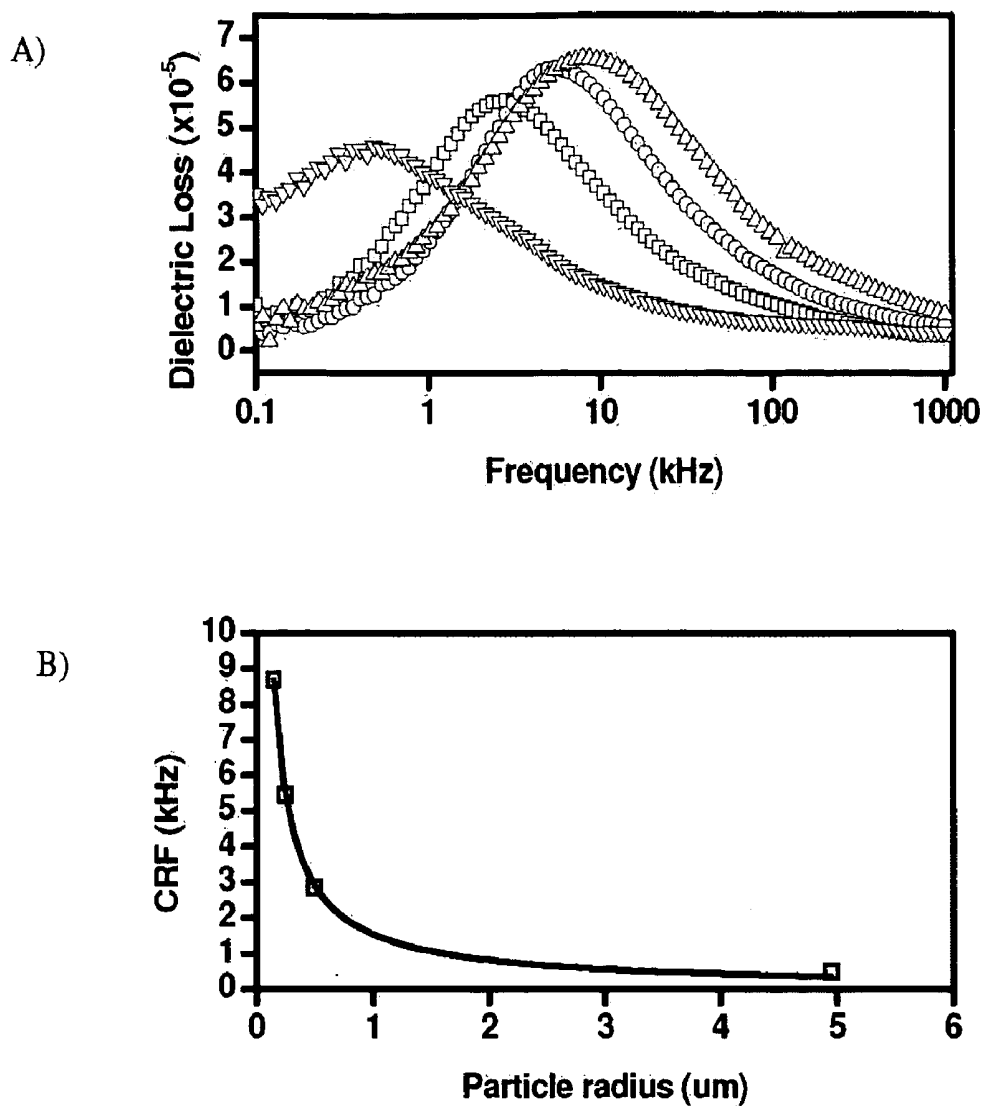 A)
Dielectric Loss (x10⁻⁵)
7
6
5
4
3
2
1
0
0.1 1 10 100 1000
Frequency (kHz)
B)
CRF (kHz)
10
9
8
7
6
5
4
3
2
1
0
0 1 2 3 4 5 6
Particle radius (um)